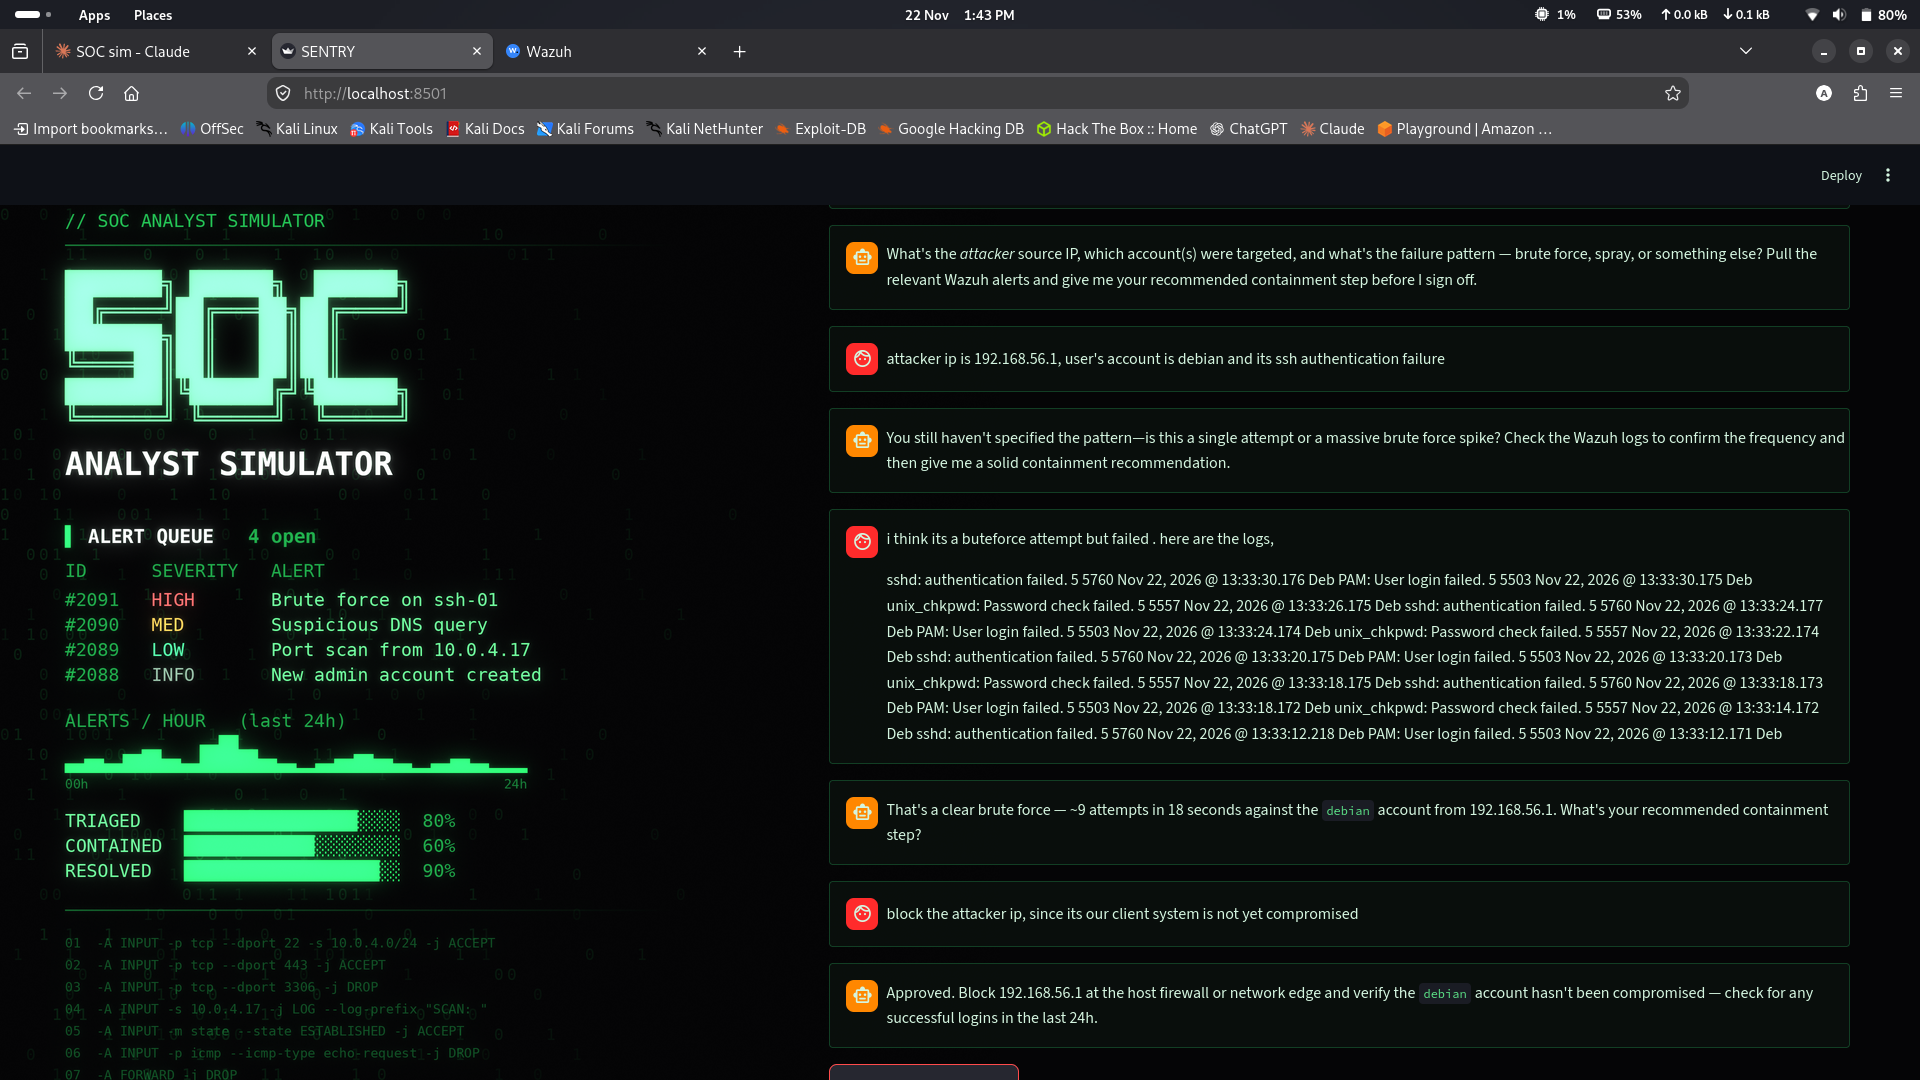 Apps Places
22 Nov 1:43 PM
1% 53% 0.0 kB 0.1 kB 80%
SOC sim - Claude
SENTRY
Wazuh
http://localhost:8501
Import bookmarks…
OffSec
Kali Linux
Kali Tools
Kali Docs
Kali Forums
Kali NetHunter
Exploit-DB
Google Hacking DB
Hack The Box :: Home
ChatGPT
Claude
Playground | Amazon …
Deploy
// SOC ANALYST SIMULATOR
SOC
ANALYST SIMULATOR
ALERT QUEUE 4 open
ID SEVERITY ALERT
#2091 HIGH Brute force on ssh-01
#2090 MED Suspicious DNS query
#2089 LOW Port scan from 10.0.4.17
#2088 INFO New admin account created
ALERTS / HOUR (last 24h)
00h 24h
TRIAGED 80%
CONTAINED 60%
RESOLVED 90%
01 -A INPUT -p tcp --dport 22 -s 10.0.4.0/24 -j ACCEPT
02 -A INPUT -p tcp --dport 443 -j ACCEPT
03 -A INPUT -p tcp --dport 3306 -j DROP
04 -A INPUT -s 10.0.4.17 -j LOG --log-prefix "SCAN: "
05 -A INPUT -m state --state ESTABLISHED -j ACCEPT
06 -A INPUT -p icmp --icmp-type echo-request -j DROP
07 -A FORWARD -j DROP
What's the attacker source IP, which account(s) were targeted, and what's the failure pattern — brute force, spray, or something else? Pull the
relevant Wazuh alerts and give me your recommended containment step before I sign off.
attacker ip is 192.168.56.1, user's account is debian and its ssh authentication failure
You still haven't specified the pattern—is this a single attempt or a massive brute force spike? Check the Wazuh logs to confirm the frequency and
then give me a solid containment recommendation.
i think its a buteforce attempt but failed . here are the logs,
sshd: authentication failed. 5 5760 Nov 22, 2026 @ 13:33:30.176 Deb PAM: User login failed. 5 5503 Nov 22, 2026 @ 13:33:30.175 Deb
unix_chkpwd: Password check failed. 5 5557 Nov 22, 2026 @ 13:33:26.175 Deb sshd: authentication failed. 5 5760 Nov 22, 2026 @ 13:33:24.177
Deb PAM: User login failed. 5 5503 Nov 22, 2026 @ 13:33:24.174 Deb unix_chkpwd: Password check failed. 5 5557 Nov 22, 2026 @ 13:33:22.174
Deb sshd: authentication failed. 5 5760 Nov 22, 2026 @ 13:33:20.175 Deb PAM: User login failed. 5 5503 Nov 22, 2026 @ 13:33:20.173 Deb
unix_chkpwd: Password check failed. 5 5557 Nov 22, 2026 @ 13:33:18.175 Deb sshd: authentication failed. 5 5760 Nov 22, 2026 @ 13:33:18.173
Deb PAM: User login failed. 5 5503 Nov 22, 2026 @ 13:33:18.172 Deb unix_chkpwd: Password check failed. 5 5557 Nov 22, 2026 @ 13:33:14.172
Deb sshd: authentication failed. 5 5760 Nov 22, 2026 @ 13:33:12.218 Deb PAM: User login failed. 5 5503 Nov 22, 2026 @ 13:33:12.171 Deb
That's a clear brute force — ~9 attempts in 18 seconds against the debian account from 192.168.56.1. What's your recommended containment
step?
block the attacker ip, since its our client system is not yet compromised
Approved. Block 192.168.56.1 at the host firewall or network edge and verify the debian account hasn't been compromised — check for any
successful logins in the last 24h.